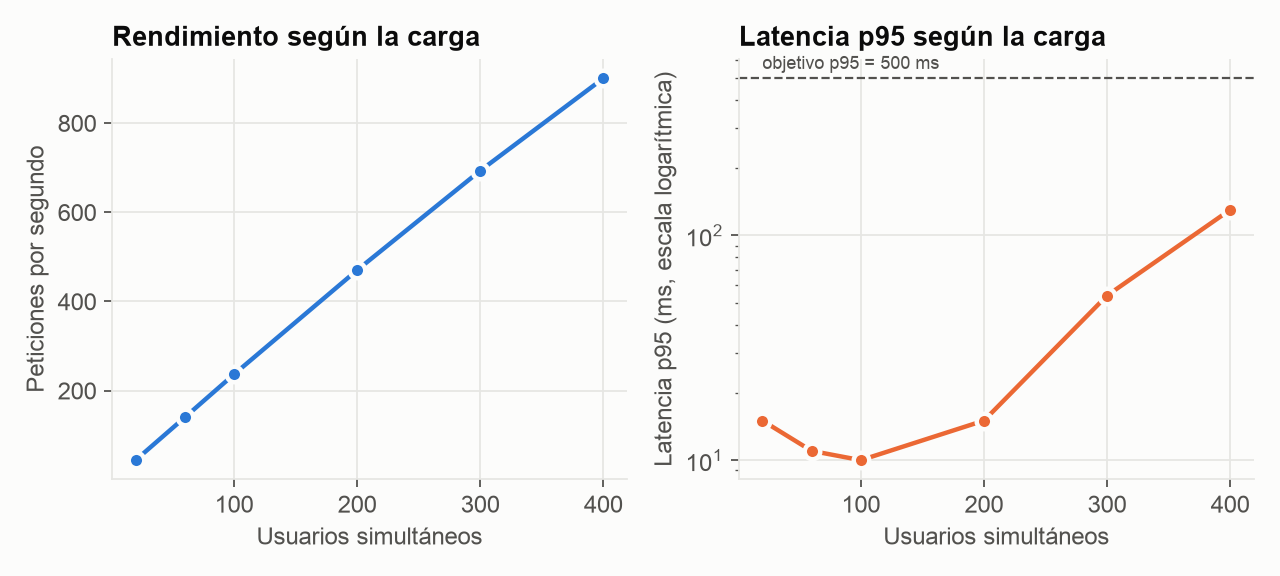 Rendimiento según la carga
Peticiones por segundo
800
600
400
200
100 200 300 400
Usuarios simultáneos
Latencia p95 según la carga
objetivo p95 = 500 ms
Latencia p95 (ms, escala logarítmica)
10²
10¹
100 200 300 400
Usuarios simultáneos